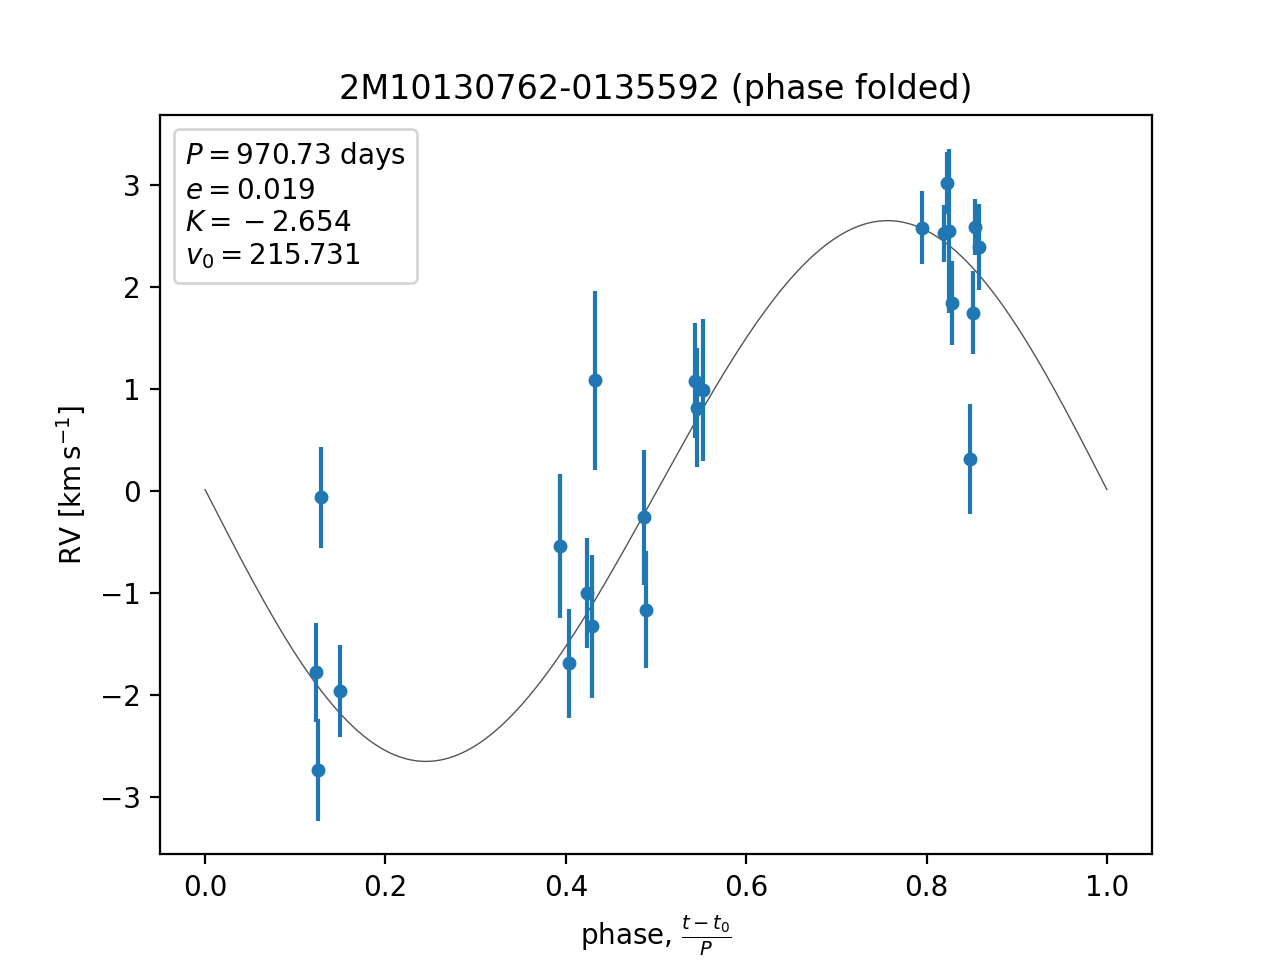 2M10130762-0135592 (phase folded)
P = 970.73 days
e = 0.019
K = −2.654
v₀ = 215.731
3
2
1
0
−1
−2
−3
RV [km s⁻¹]
0.0 0.2 0.4 0.6 0.8 1.0
phase, (t − t₀)/P